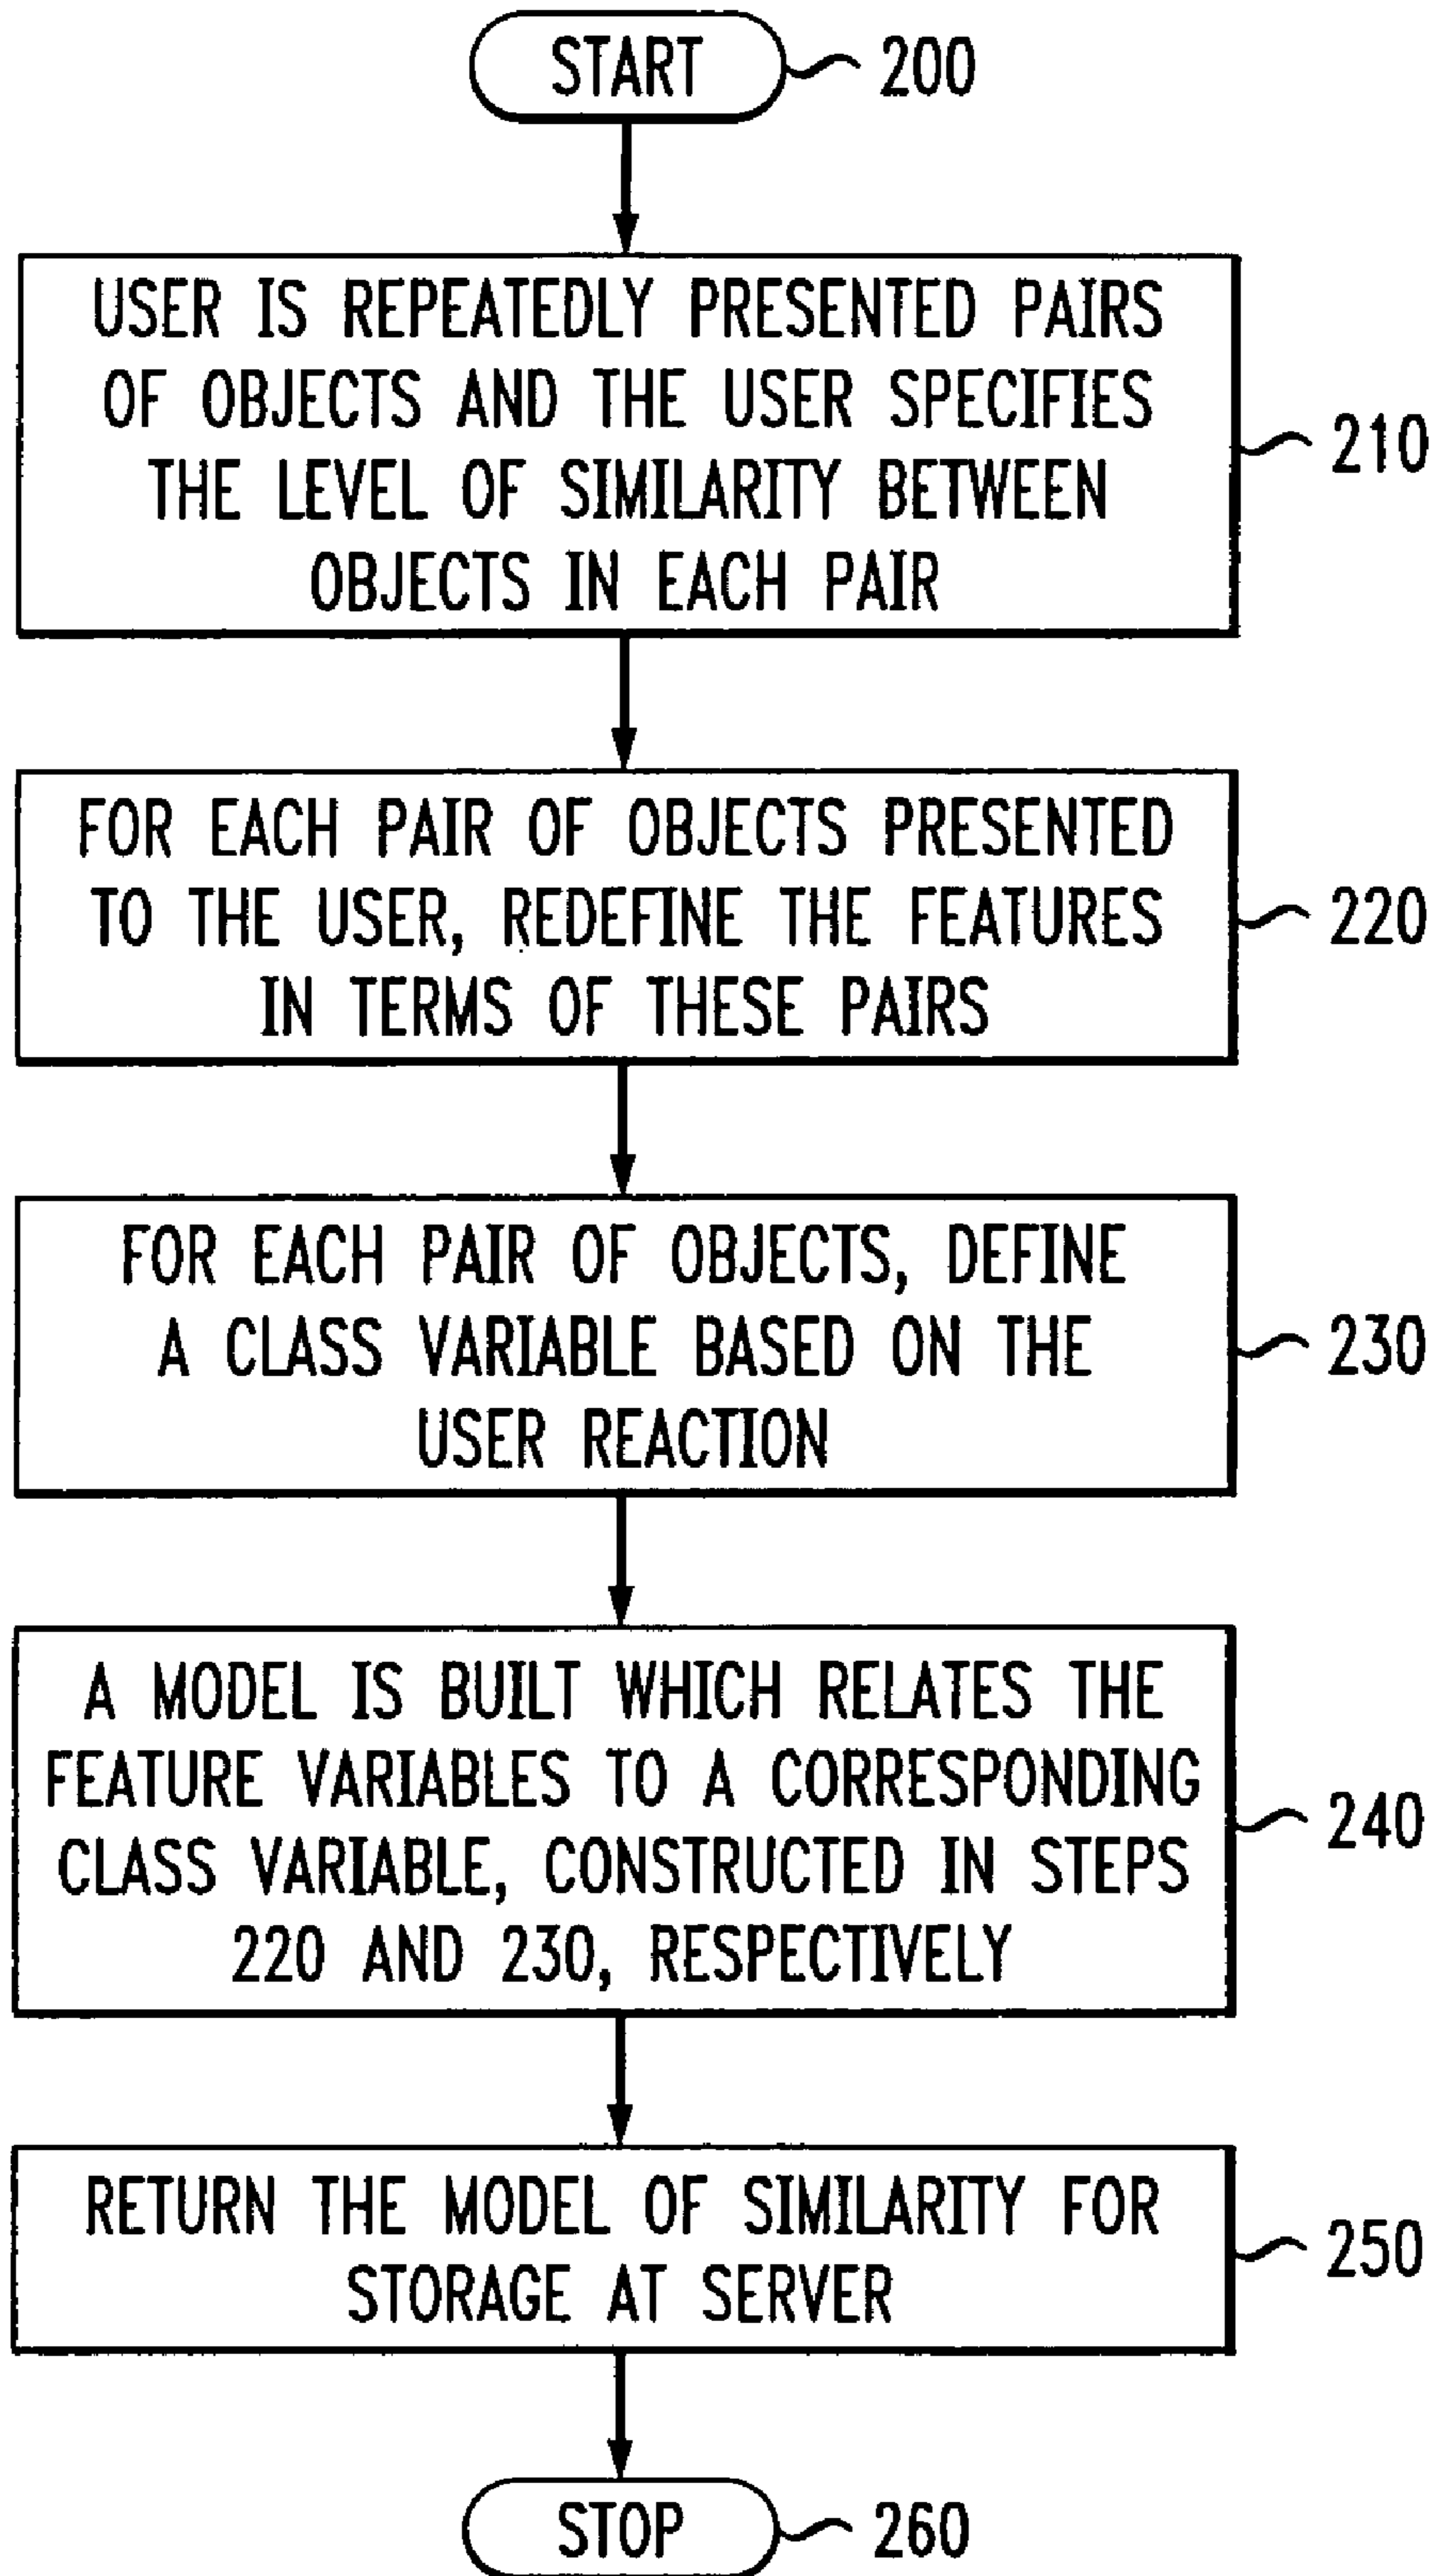 START
200
USER IS REPEATEDLY PRESENTED PAIRS
OF OBJECTS AND THE USER SPECIFIES
THE LEVEL OF SIMILARITY BETWEEN
OBJECTS IN EACH PAIR
210
FOR EACH PAIR OF OBJECTS PRESENTED
TO THE USER, REDEFINE THE FEATURES
IN TERMS OF THESE PAIRS
220
FOR EACH PAIR OF OBJECTS, DEFINE
A CLASS VARIABLE BASED ON THE
USER REACTION
230
A MODEL IS BUILT WHICH RELATES THE
FEATURE VARIABLES TO A CORRESPONDING
CLASS VARIABLE, CONSTRUCTED IN STEPS
220 AND 230, RESPECTIVELY
240
RETURN THE MODEL OF SIMILARITY FOR
STORAGE AT SERVER
250
STOP
260